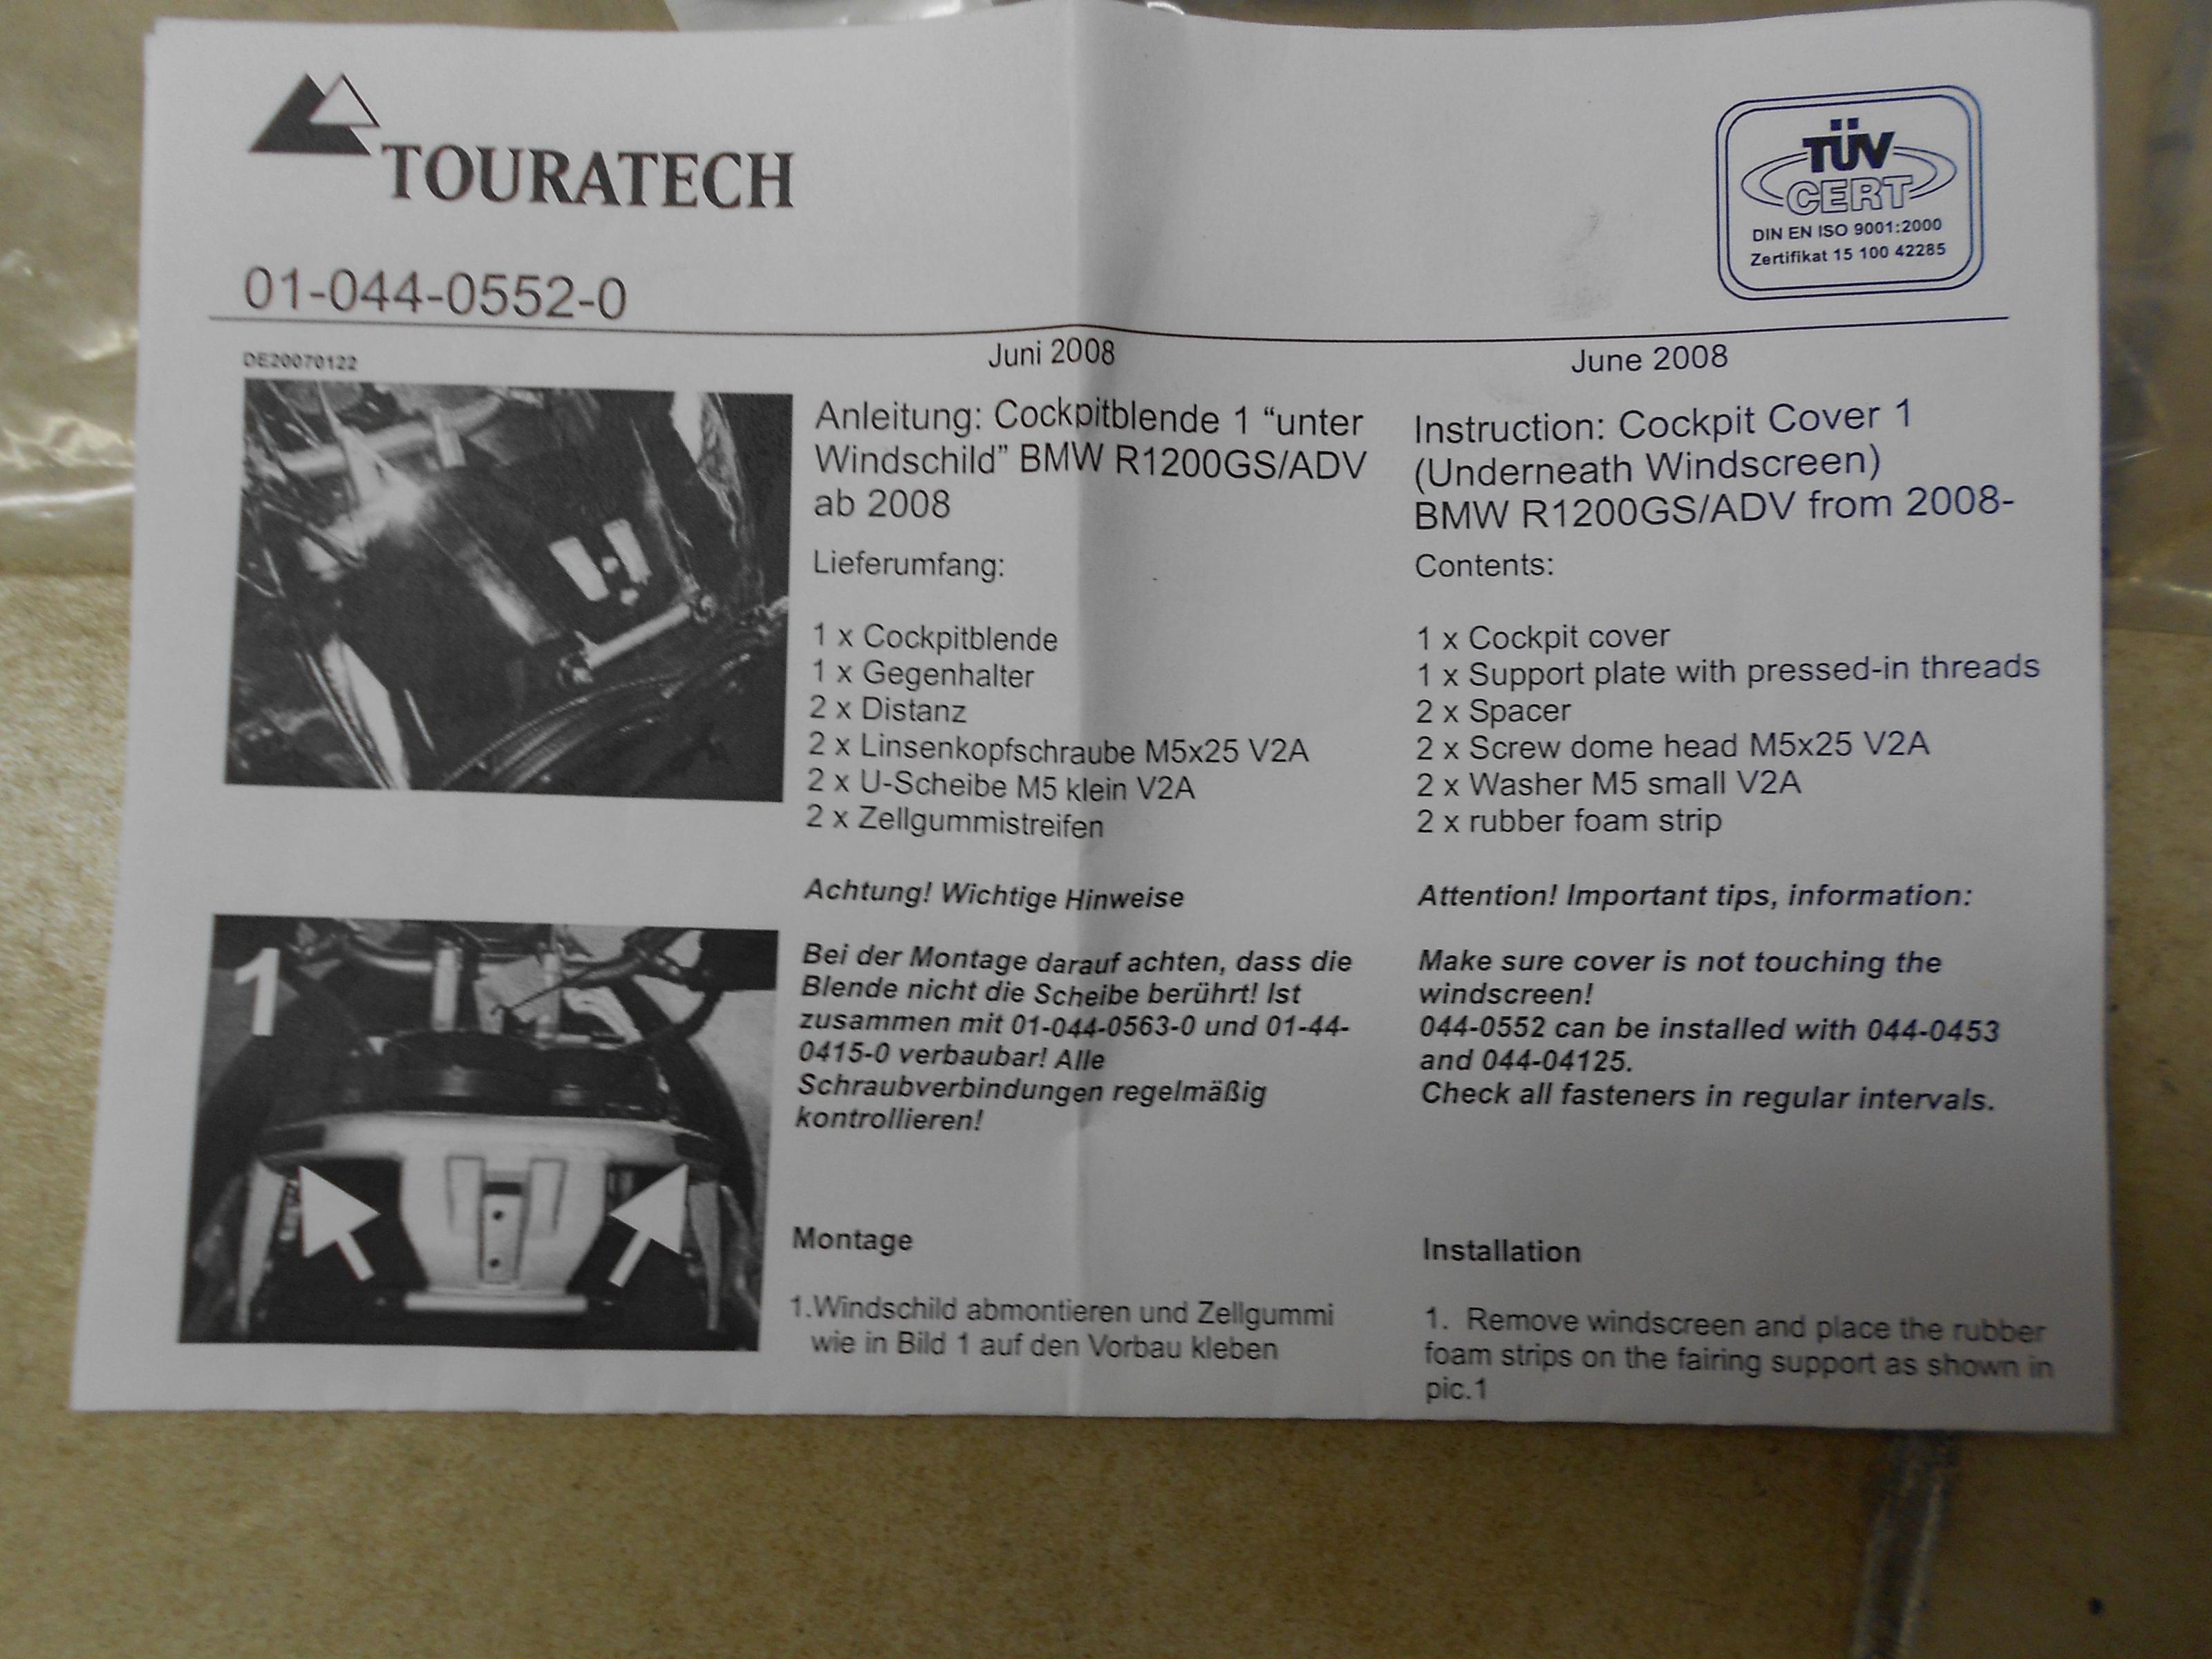 TOURATECH
01-044-0552-0
TÜV
CERT
DIN EN ISO 9001:2000
Zertifikat 15 100 42285
DE20070122
Juni 2008
Anleitung: Cockpitblende 1 “unter
Windschild” BMW R1200GS/ADV
ab 2008
Lieferumfang:
1 x Cockpitblende
1 x Gegenhalter
2 x Distanz
2 x Linsenkopfschraube M5x25 V2A
2 x U-Scheibe M5 klein V2A
2 x Zellgummistreifen
Achtung! Wichtige Hinweise
Bei der Montage darauf achten, dass die
Blende nicht die Scheibe berührt! Ist
zusammen mit 01-044-0563-0 und 01-44-
0415-0 verbaubar! Alle
Schraubverbindungen regelmäßig
kontrollieren!
Montage
1.Windschild abmontieren und Zellgummi
wie in Bild 1 auf den Vorbau kleben
June 2008
Instruction: Cockpit Cover 1
(Underneath Windscreen)
BMW R1200GS/ADV from 2008-
Contents:
1 x Cockpit cover
1 x Support plate with pressed-in threads
2 x Spacer
2 x Screw dome head M5x25 V2A
2 x Washer M5 small V2A
2 x rubber foam strip
Attention! Important tips, information:
Make sure cover is not touching the
windscreen!
044-0552 can be installed with 044-0453
and 044-04125.
Check all fasteners in regular intervals.
Installation
1. Remove windscreen and place the rubber
foam strips on the fairing support as shown in
pic.1
1